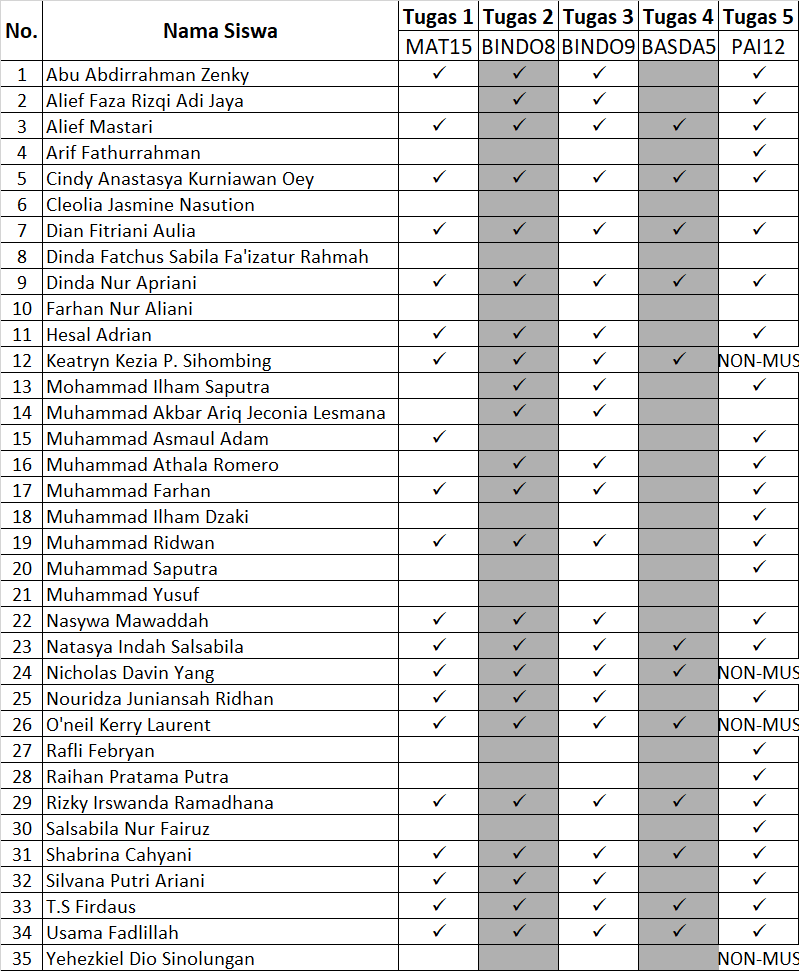 No. Nama Siswa Tugas 1 Tugas 2 Tugas 3 Tugas 4 Tugas 5
MAT15 BINDO8 BINDO9 BASDA5 PAI12
1 Abu Abdirrahman Zenky ✓ ✓ ✓ ✓
2 Alief Faza Rizqi Adi Jaya ✓ ✓ ✓
3 Alief Mastari ✓ ✓ ✓ ✓ ✓
4 Arif Fathurrahman ✓
5 Cindy Anastasya Kurniawan Oey ✓ ✓ ✓ ✓ ✓
6 Cleolia Jasmine Nasution
7 Dian Fitriani Aulia ✓ ✓ ✓ ✓ ✓
8 Dinda Fatchus Sabila Fa'izatur Rahmah
9 Dinda Nur Apriani ✓ ✓ ✓ ✓ ✓
10 Farhan Nur Aliani
11 Hesal Adrian ✓ ✓ ✓ ✓
12 Keatryn Kezia P. Sihombing ✓ ✓ ✓ ✓ NON-MUS
13 Mohammad Ilham Saputra ✓ ✓ ✓
14 Muhammad Akbar Ariq Jeconia Lesmana ✓ ✓
15 Muhammad Asmaul Adam ✓ ✓
16 Muhammad Athala Romero ✓ ✓ ✓
17 Muhammad Farhan ✓ ✓ ✓ ✓
18 Muhammad Ilham Dzaki ✓
19 Muhammad Ridwan ✓ ✓ ✓ ✓
20 Muhammad Saputra ✓
21 Muhammad Yusuf
22 Nasywa Mawaddah ✓ ✓ ✓ ✓
23 Natasya Indah Salsabila ✓ ✓ ✓ ✓ ✓
24 Nicholas Davin Yang ✓ ✓ ✓ ✓ NON-MUS
25 Nouridza Juniansah Ridhan ✓ ✓ ✓ ✓
26 O'neil Kerry Laurent ✓ ✓ ✓ ✓ NON-MUS
27 Rafli Febryan ✓
28 Raihan Pratama Putra ✓
29 Rizky Irswanda Ramadhana ✓ ✓ ✓ ✓ ✓
30 Salsabila Nur Fairuz ✓
31 Shabrina Cahyani ✓ ✓ ✓ ✓ ✓
32 Silvana Putri Ariani ✓ ✓ ✓ ✓
33 T.S Firdaus ✓ ✓ ✓ ✓ ✓
34 Usama Fadlillah ✓ ✓ ✓ ✓ ✓
35 Yehezkiel Dio Sinolungan NON-MUS